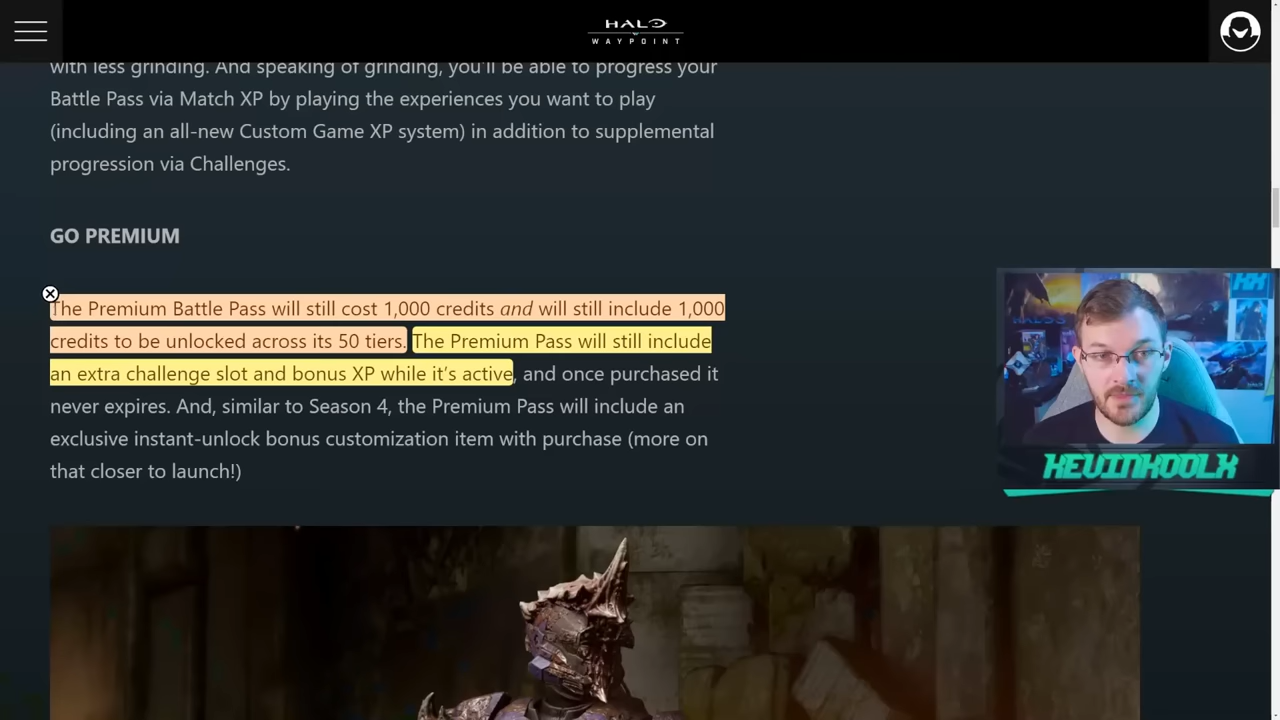 HALO
WAYPOINT
with less grinding. And speaking of grinding, you'll be able to progress your
Battle Pass via Match XP by playing the experiences you want to play
(including an all-new Custom Game XP system) in addition to supplemental
progression via Challenges.
GO PREMIUM
The Premium Battle Pass will still cost 1,000 credits and will still include 1,000
credits to be unlocked across its 50 tiers. The Premium Pass will still include
an extra challenge slot and bonus XP while it's active, and once purchased it
never expires. And, similar to Season 4, the Premium Pass will include an
exclusive instant-unlock bonus customization item with purchase (more on
that closer to launch!)
KEVINKOOLX